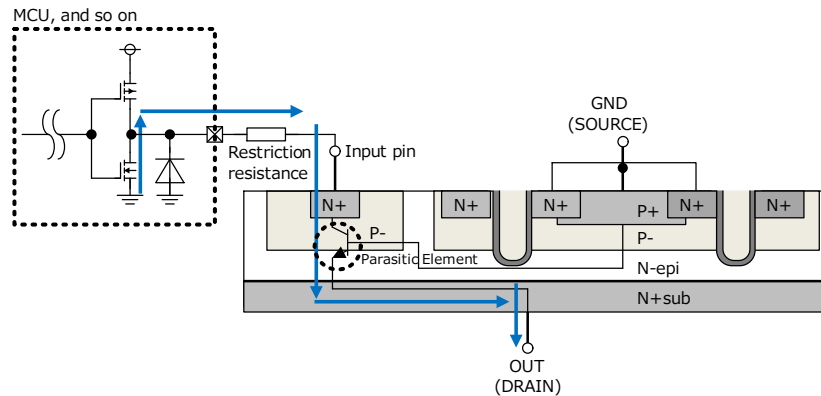 MCU, and so on
GND
(SOURCE)
Restriction
resistance
Input pin
N+
N+
N+
N+
N+
P+
P-
P-
Parasitic Element
N-epi
N+sub
OUT
(DRAIN)